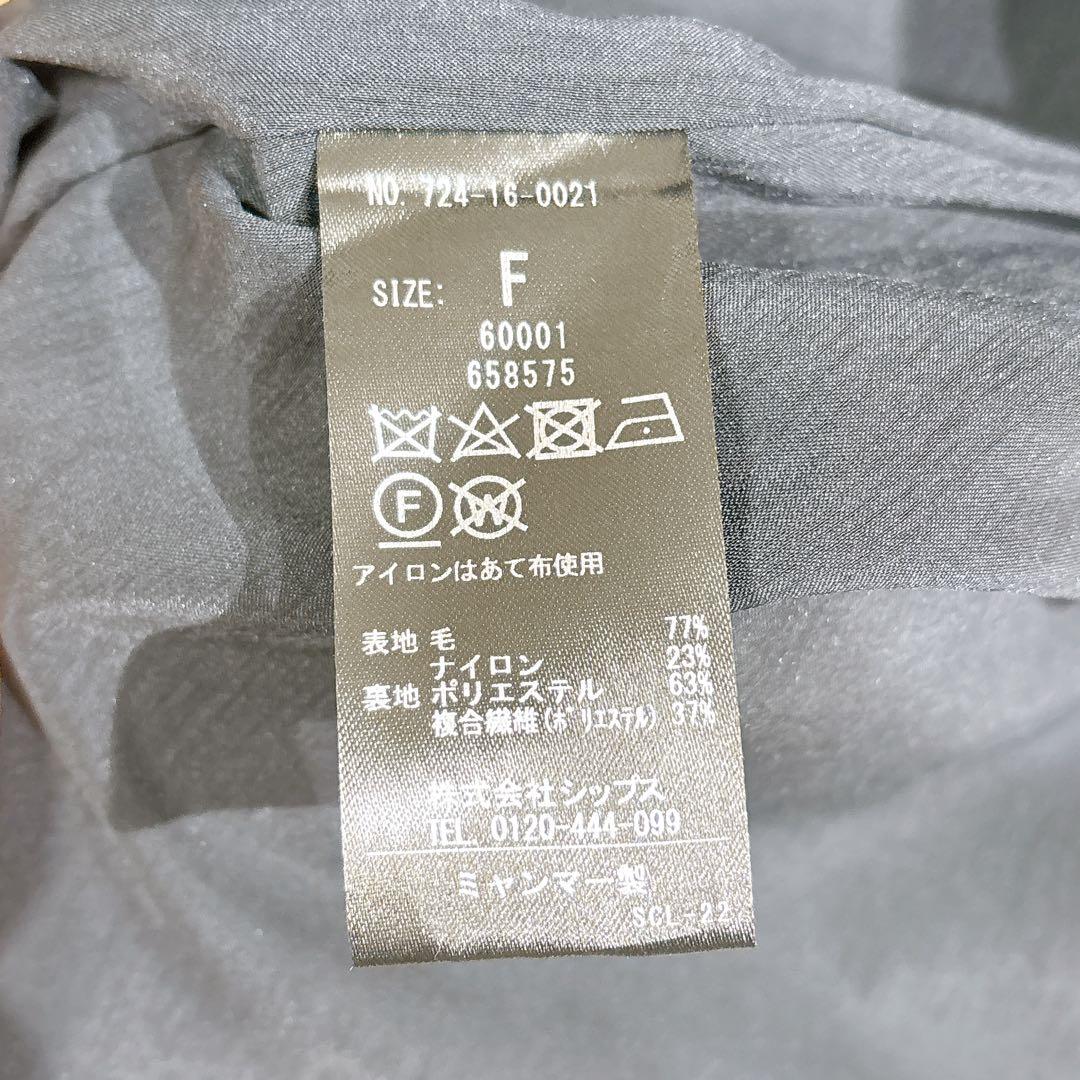 NO. 724-16-0021
SIZE: F
60001
658575
F W
アイロンはあて布使用
表地 毛 77%
ナイロン 23%
裏地 ポリエステル 63%
複合繊維(ポリエステル) 37%
株式会社シップス
TEL 0120-444-099
ミャンマー製
SCL-22